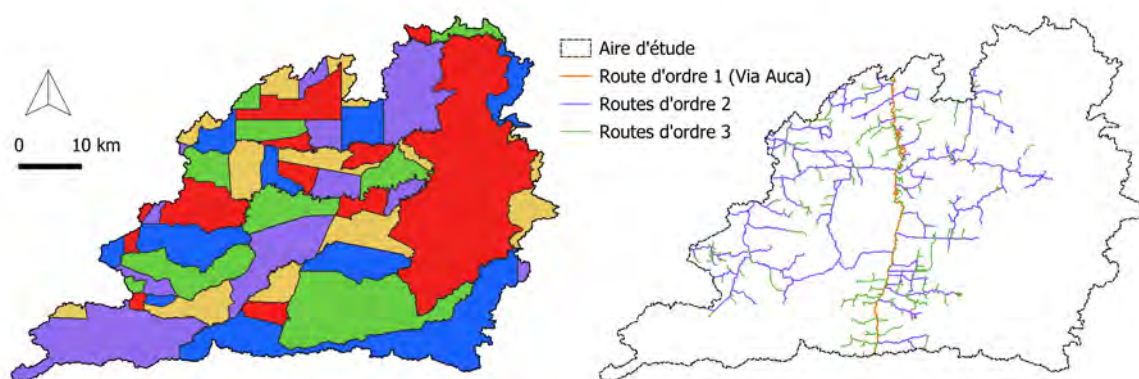 0 10 km
Aire d'étude
Route d'ordre 1 (Via Auca)
Routes d'ordre 2
Routes d'ordre 3